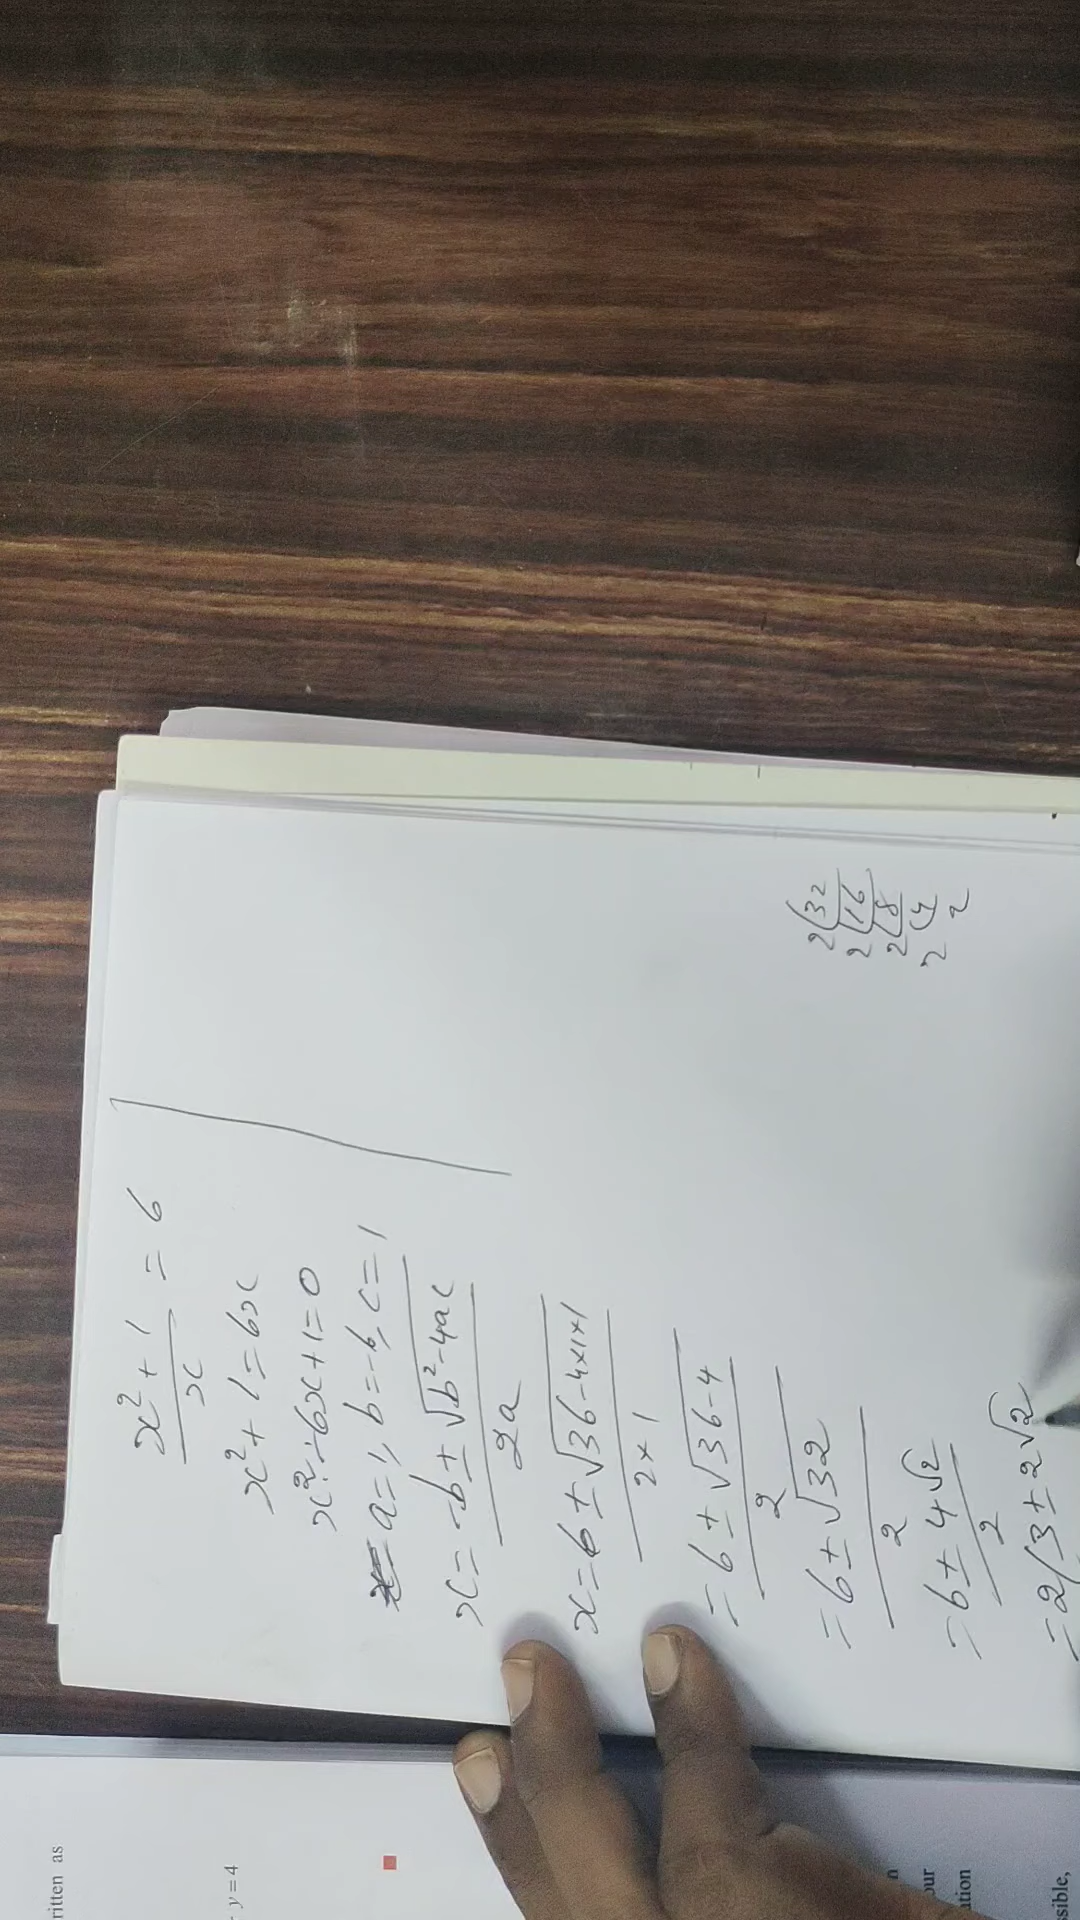 x² + 1 / x = 6
x² + 1 = 6x
x² - 6x + 1 = 0
a = 1, b = -6, c = 1
x = -b ± √b² - 4ac / 2a
x = 6 ± √36 - 4×1×1 / 2×1
= 6 ± √36 - 4 / 2
= 6 ± √32 / 2
= 6 ± 4√2 / 2
= 2(3 ± 2√2
2 32
2 16
2 8
2 4
2
ritten as
y = 4
our
ation
ssible,